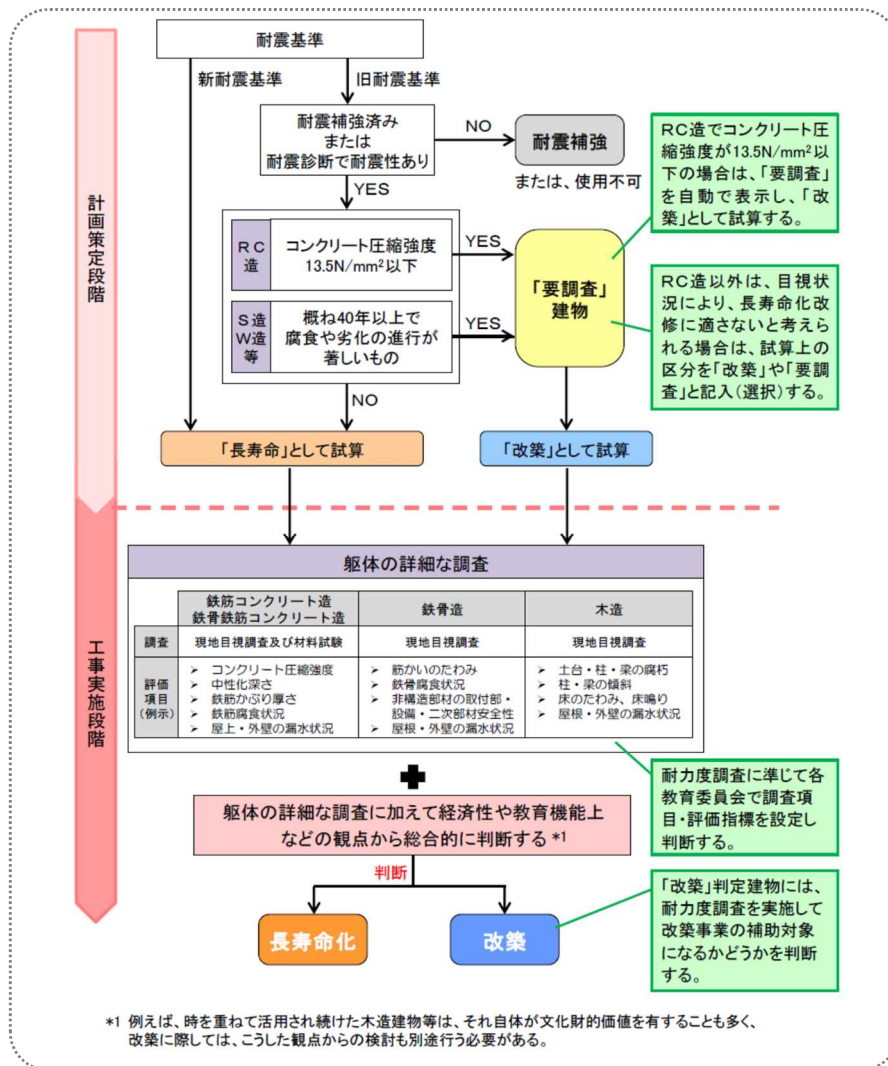 耐震基準
新耐震基準
旧耐震基準
耐震補強済み
または
耐震診断で耐震性あり
NO
耐震補強
または、使用不可
YES
RC
造
コンクリート圧縮強度
13.5N/mm²以下
YES
S造
W造
等
概ね40年以上で
腐食や劣化の進行が
著しいもの
YES
「要調査」
建物
NO
「長寿命」として試算
「改築」として試算
RC造でコンクリート圧
縮強度が13.5N/mm²以
下の場合は、「要調査」
を自動で表示し、「改
築」として試算する。
RC造以外は、目視状
況により、長寿命化改
修に適さないと考えら
れる場合は、試算上の
区分を「改築」や「要調
査」と記入(選択)する。
計画策定段階
工事実施段階
躯体の詳細な調査
鉄筋コンクリート造
鉄骨鉄筋コンクリート造
鉄骨造
木造
調査
現地目視調査及び材料試験
現地目視調査
現地目視調査
評価
項目
(例示)
➢ コンクリート圧縮強度
➢ 中性化深さ
➢ 鉄筋かぶり厚さ
➢ 鉄筋腐食状況
➢ 屋上・外壁の漏水状況
➢ 筋かいのたわみ
➢ 鉄骨腐食状況
➢ 非構造部材の取付部・
設備・二次部材安全性
➢ 屋根・外壁の漏水状況
➢ 土台・柱・梁の腐朽
➢ 柱・梁の傾斜
➢ 床のたわみ、床鳴り
➢ 屋根・外壁の漏水状況
躯体の詳細な調査に加えて経済性や教育機能上
などの観点から総合的に判断する *1
判断
長寿命化
改築
耐力度調査に準じて各
教育委員会で調査項
目・評価指標を設定し
判断する。
「改築」判定建物には、
耐力度調査を実施して
改築事業の補助対象
になるかどうかを判断
する。
*1 例えば、時を重ねて活用され続けた木造建物等は、それ自体が文化財的価値を有することも多く、
改築に際しては、こうした観点からの検討も別途行う必要がある。